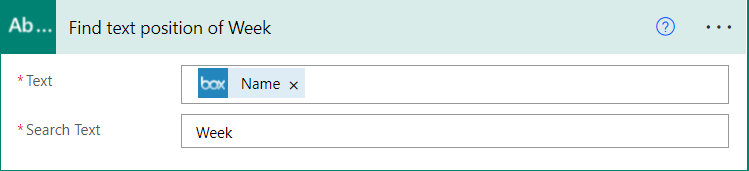 Ab... Find text position of Week ? ...
* Text box Name ×
* Search Text Week